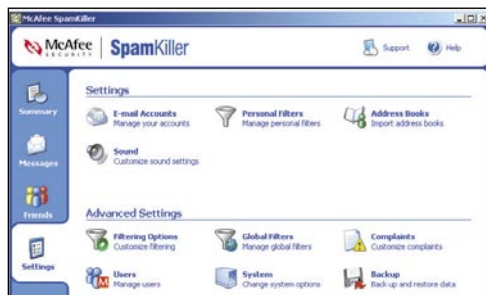 McAfee SpamKiller
McAfee SECURITY SpamKiller Support Help
Summary
Messages
Friends
Settings
Settings
E-mail Accounts
Manage your accounts
Personal Filters
Manage personal filters
Address Books
Import address books
Sound
Customize sound settings
Advanced Settings
Filtering Options
Customize filtering
Global Filters
Manage global filters
Complaints
Customize complaints
Users
Manage users
System
Change system options
Backup
Back up and restore data